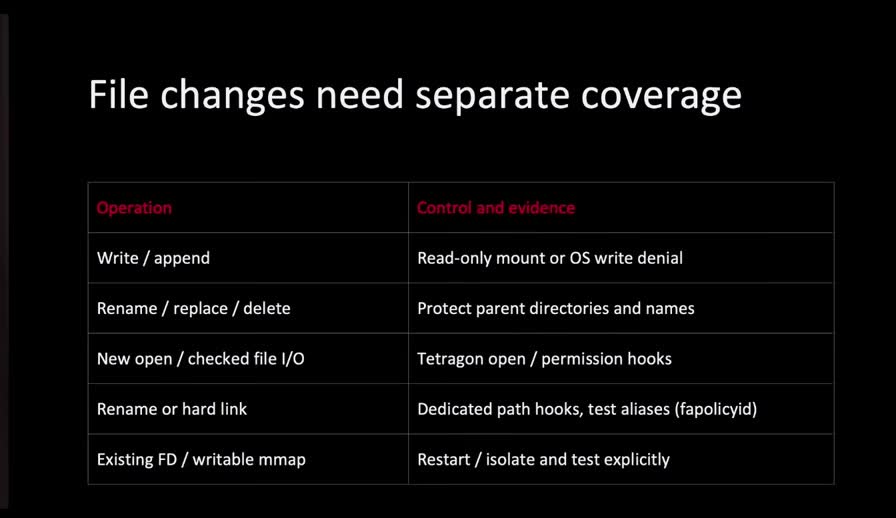 File changes need separate coverage
Operation
Control and evidence
Write / append
Read-only mount or OS write denial
Rename / replace / delete
Protect parent directories and names
New open / checked file I/O
Tetragon open / permission hooks
Rename or hard link
Dedicated path hooks, test aliases (fapolicyid)
Existing FD / writable mmap
Restart / isolate and test explicitly